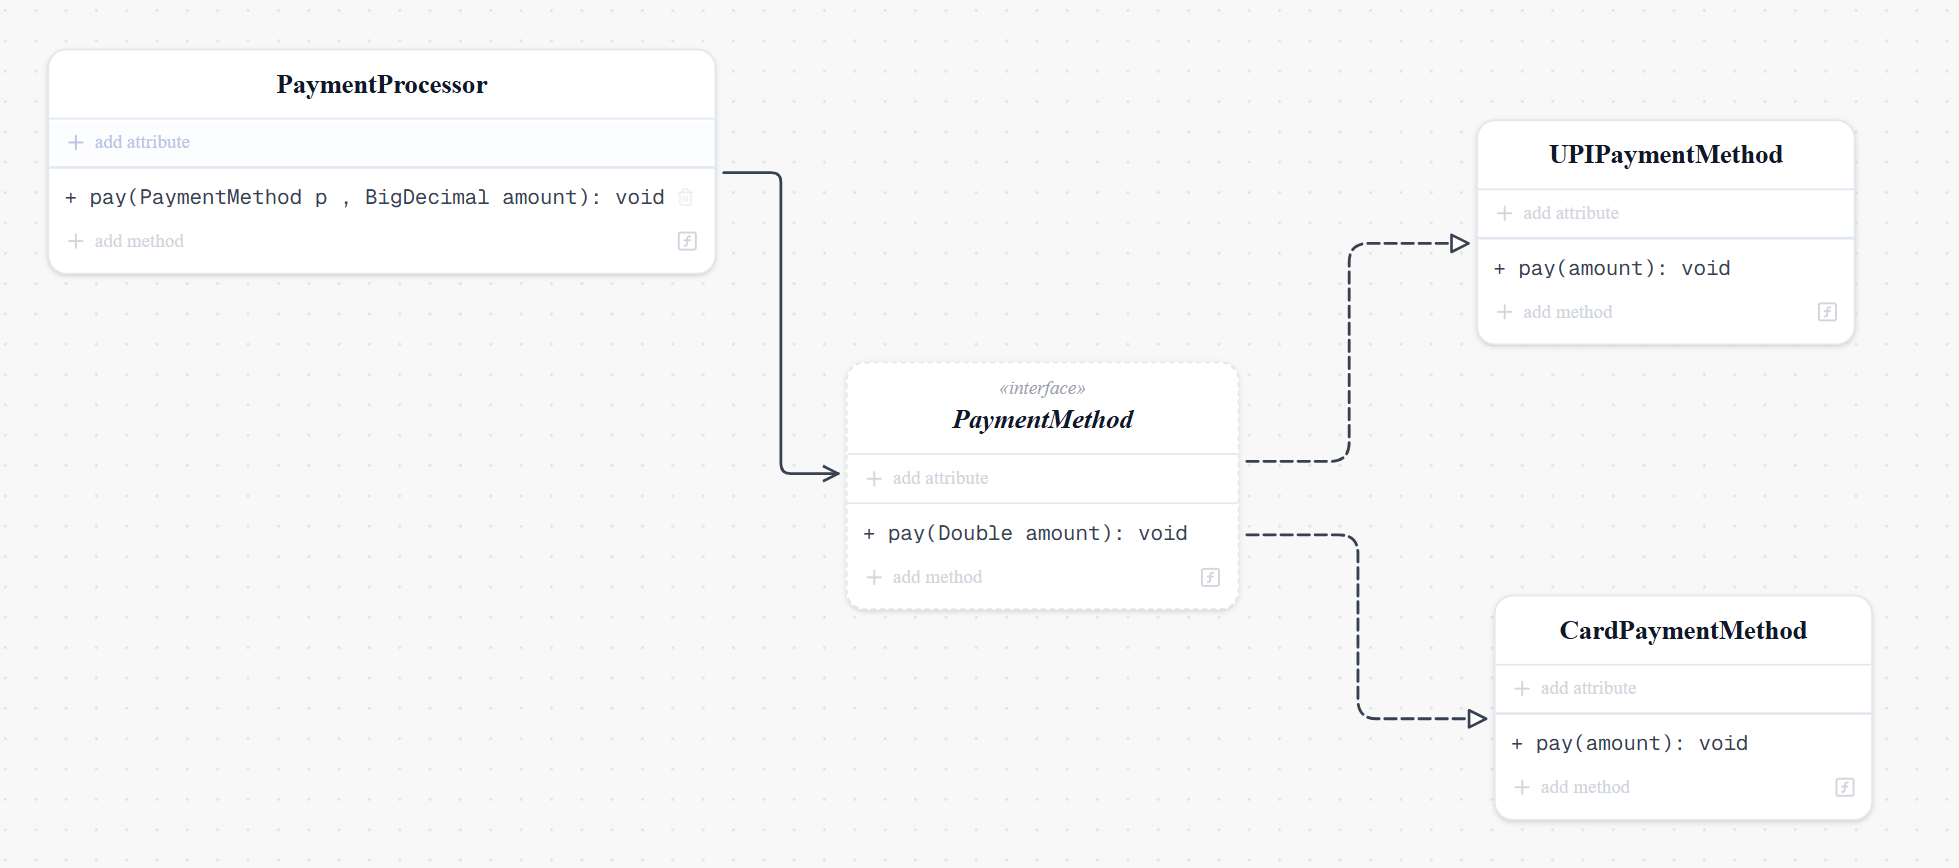 PaymentProcessor
+ add attribute
+ pay(PaymentMethod p , BigDecimal amount): void
+ add method
«interface»
PaymentMethod
+ add attribute
+ pay(Double amount): void
+ add method
UPIPaymentMethod
+ add attribute
+ pay(amount): void
+ add method
CardPaymentMethod
+ add attribute
+ pay(amount): void
+ add method